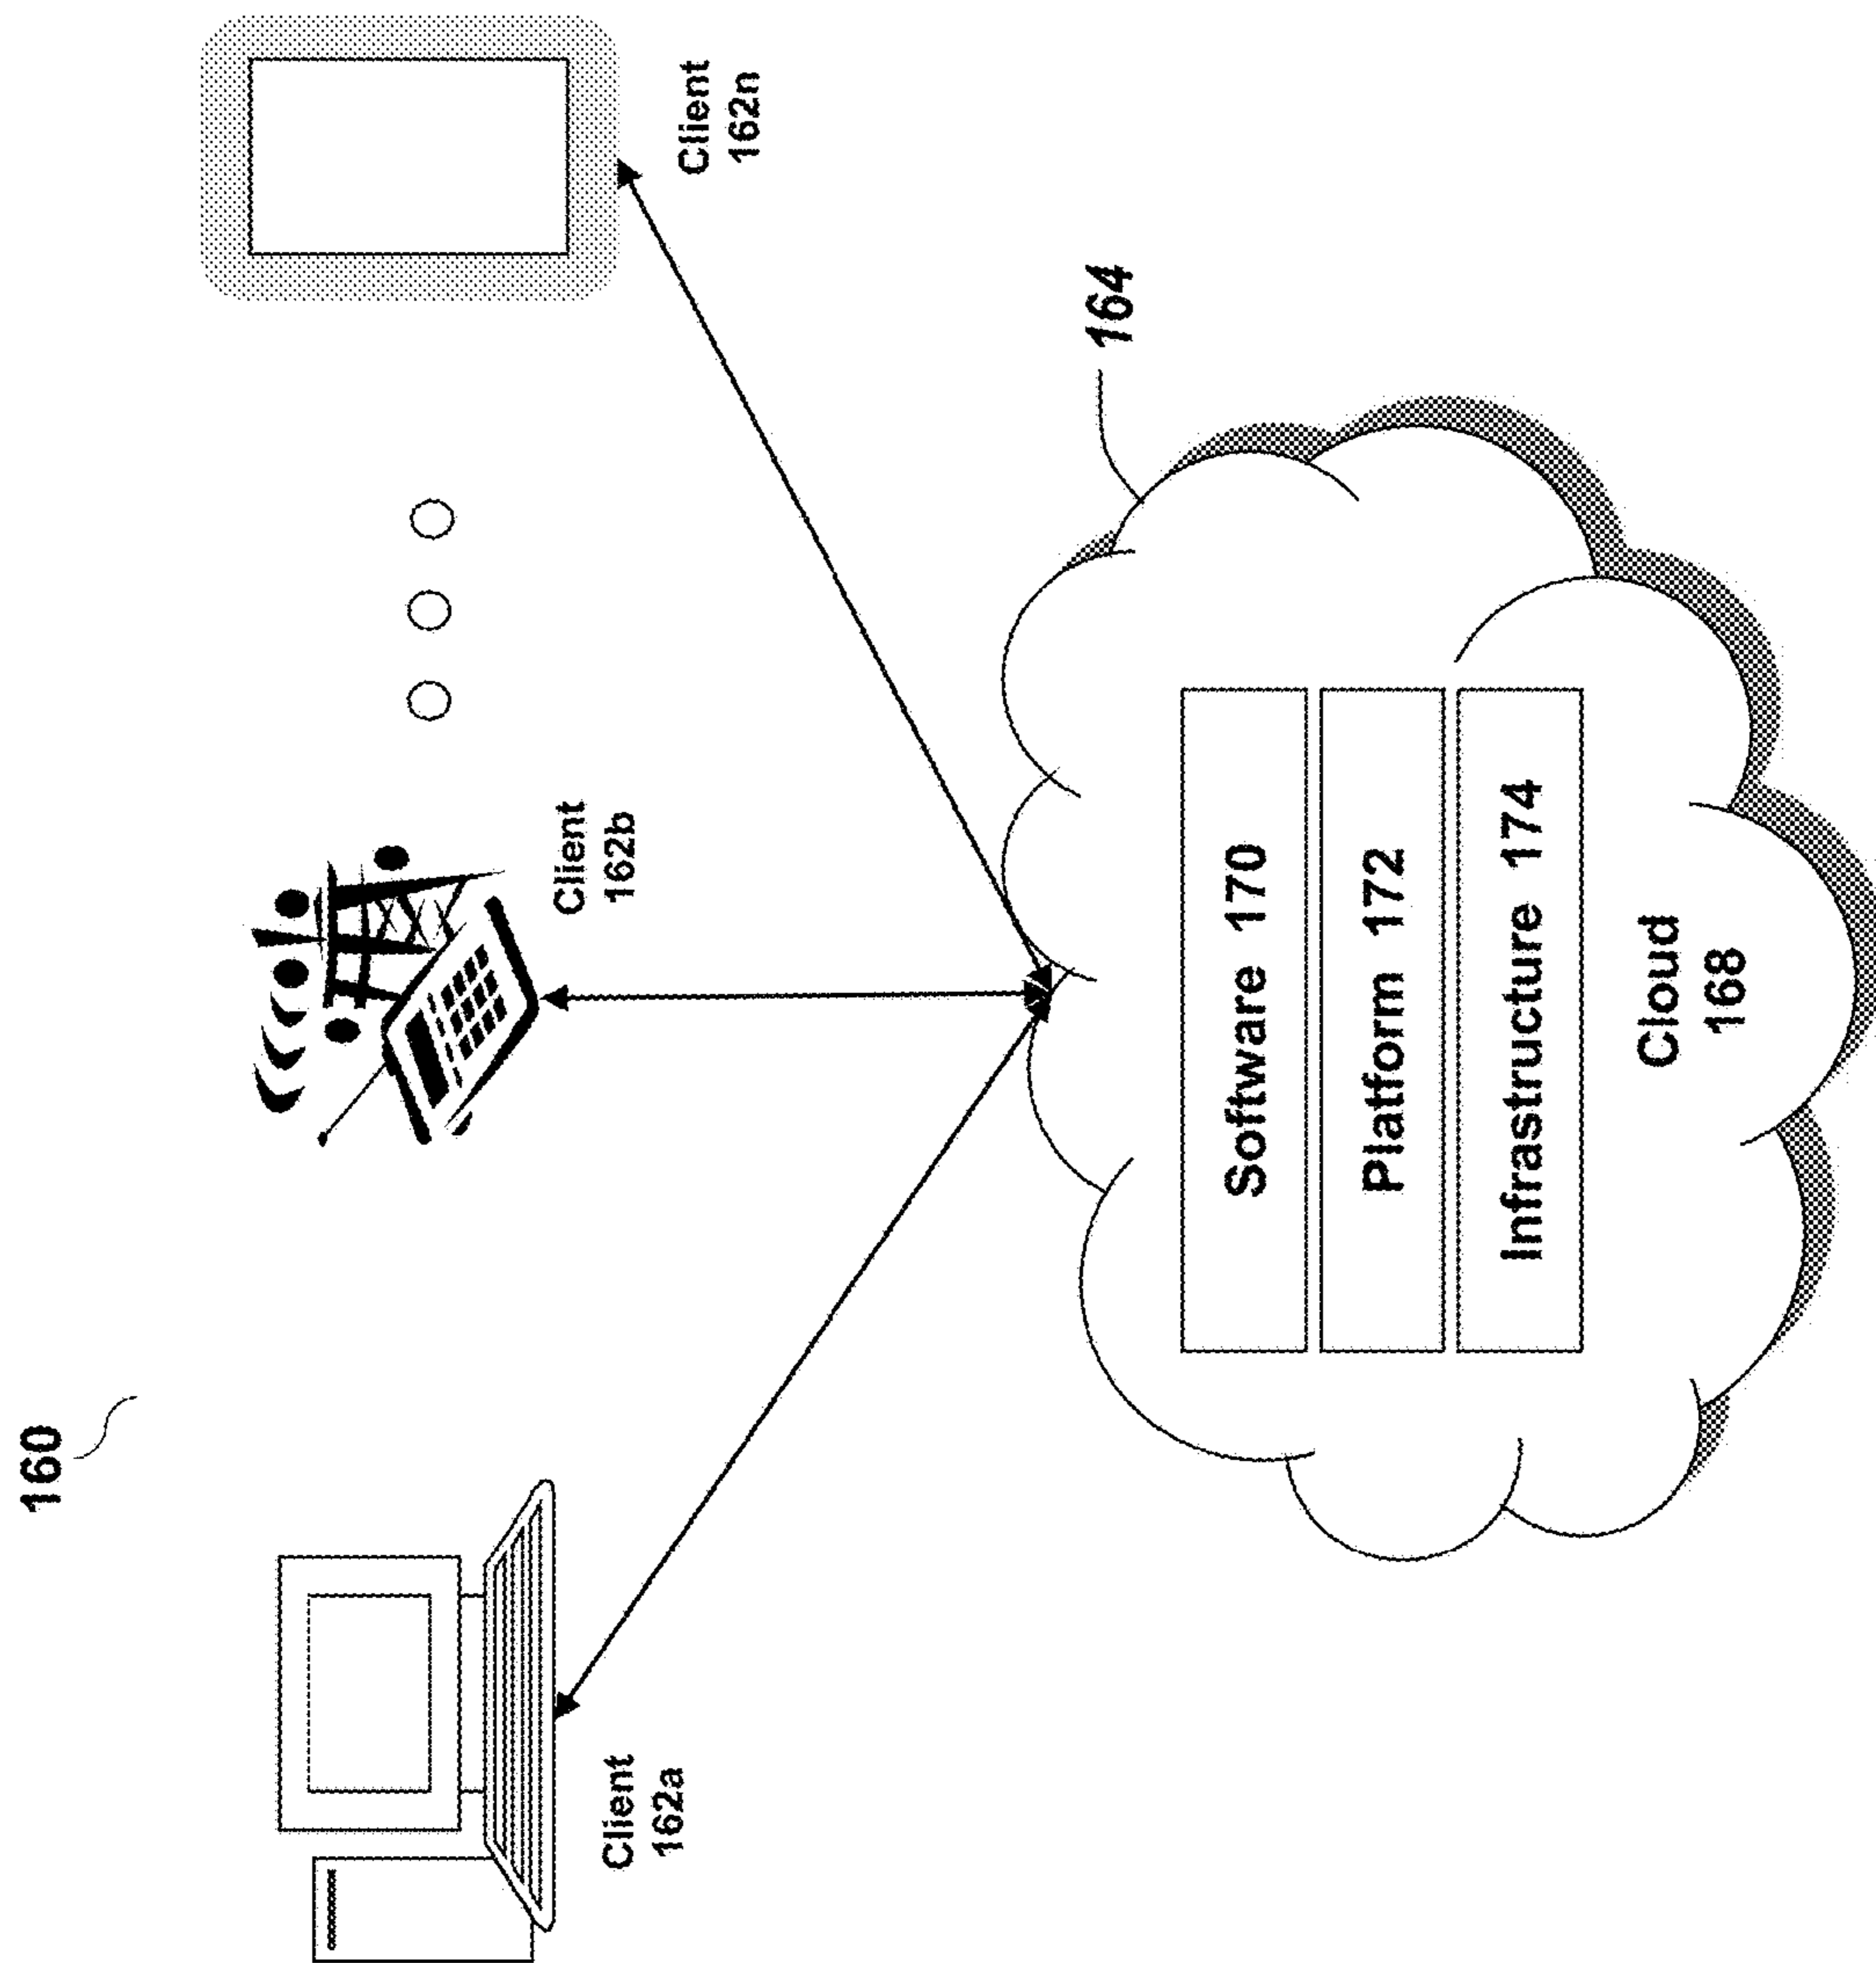 160
Client
162a
Client
162b
Client
162n
164
Software 170
Platform 172
Infrastructure 174
Cloud
168